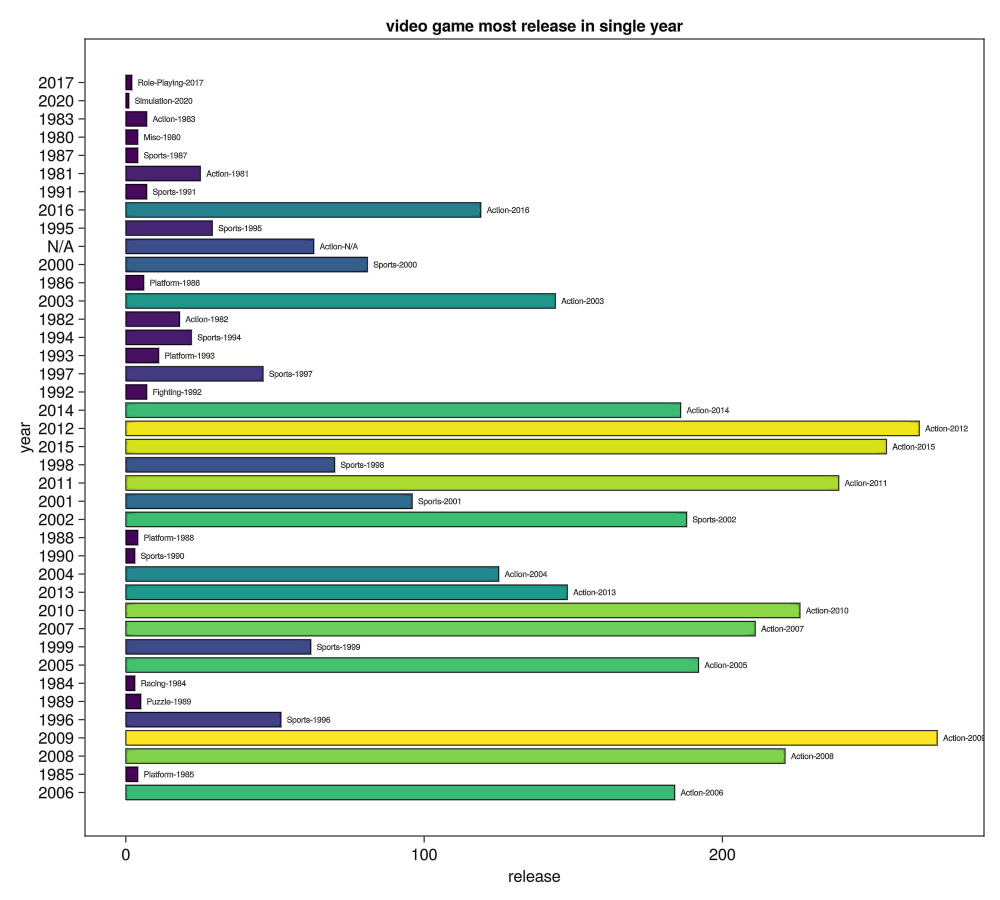 video game most release in single year
2017 Role-Playing-2017
2020 Simulation-2020
1983 Action-1983
1980 Misc-1980
1987 Sports-1987
1981 Action-1981
1991 Sports-1991
2016 Action-2016
1995 Sports-1995
N/A Action-N/A
2000 Sports-2000
1986 Platform-1986
2003 Action-2003
1982 Action-1982
1994 Sports-1994
1993 Platform-1993
1997 Sports-1997
1992 Fighting-1992
2014 Action-2014
2012 Action-2012
year
2015 Action-2015
1998 Sports-1998
2011 Action-2011
2001 Sports-2001
2002 Sports-2002
1988 Platform-1988
1990 Sports-1990
2004 Action-2004
2013 Action-2013
2010 Action-2010
2007 Action-2007
1999 Sports-1999
2005 Action-2005
1984 Racing-1984
1989 Puzzle-1989
1996 Sports-1996
2009 Action-2009
2008 Action-2008
1985 Platform-1985
2006 Action-2006
0 100 200
release